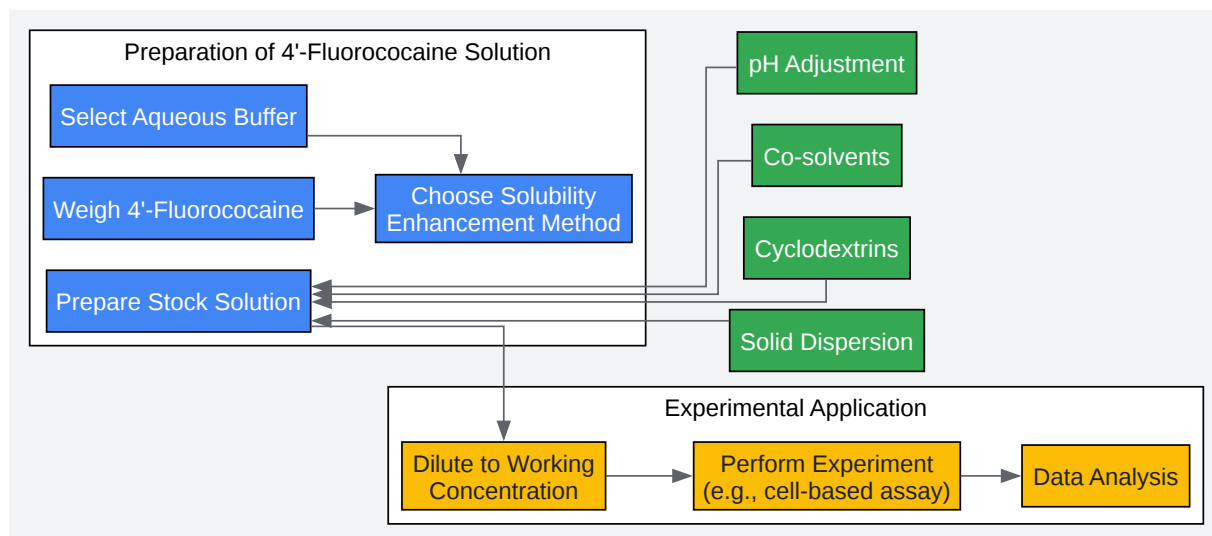 Preparation of 4'-Fluorococaine Solution
Select Aqueous Buffer
Weigh 4'-Fluorococaine
Choose Solubility
Enhancement Method
Prepare Stock Solution
pH Adjustment
Co-solvents
Cyclodextrins
Solid Dispersion
Experimental Application
Dilute to Working
Concentration
Perform Experiment
(e.g., cell-based assay)
Data Analysis